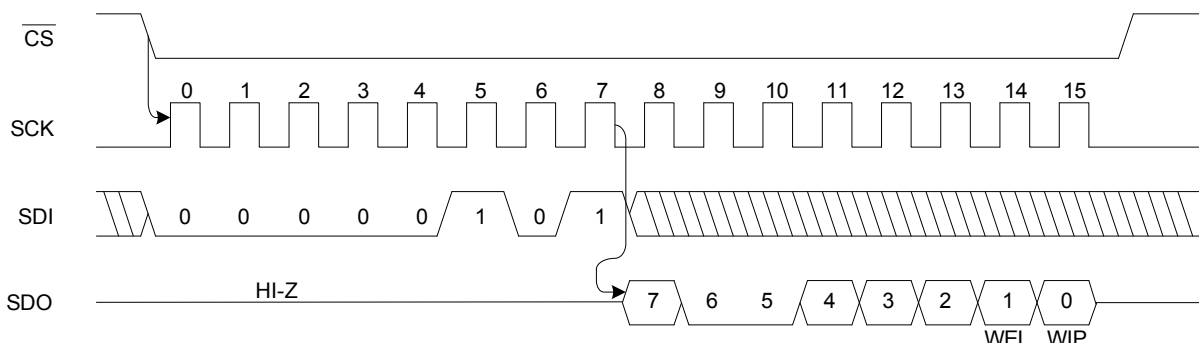 CS
0 1 2 3 4 5 6 7 8 9 10 11 12 13 14 15
SCK
SDI 0 0 0 0 0 1 0 1
HI-Z
SDO 7 6 5 4 3 2 1 0
WEL WIP